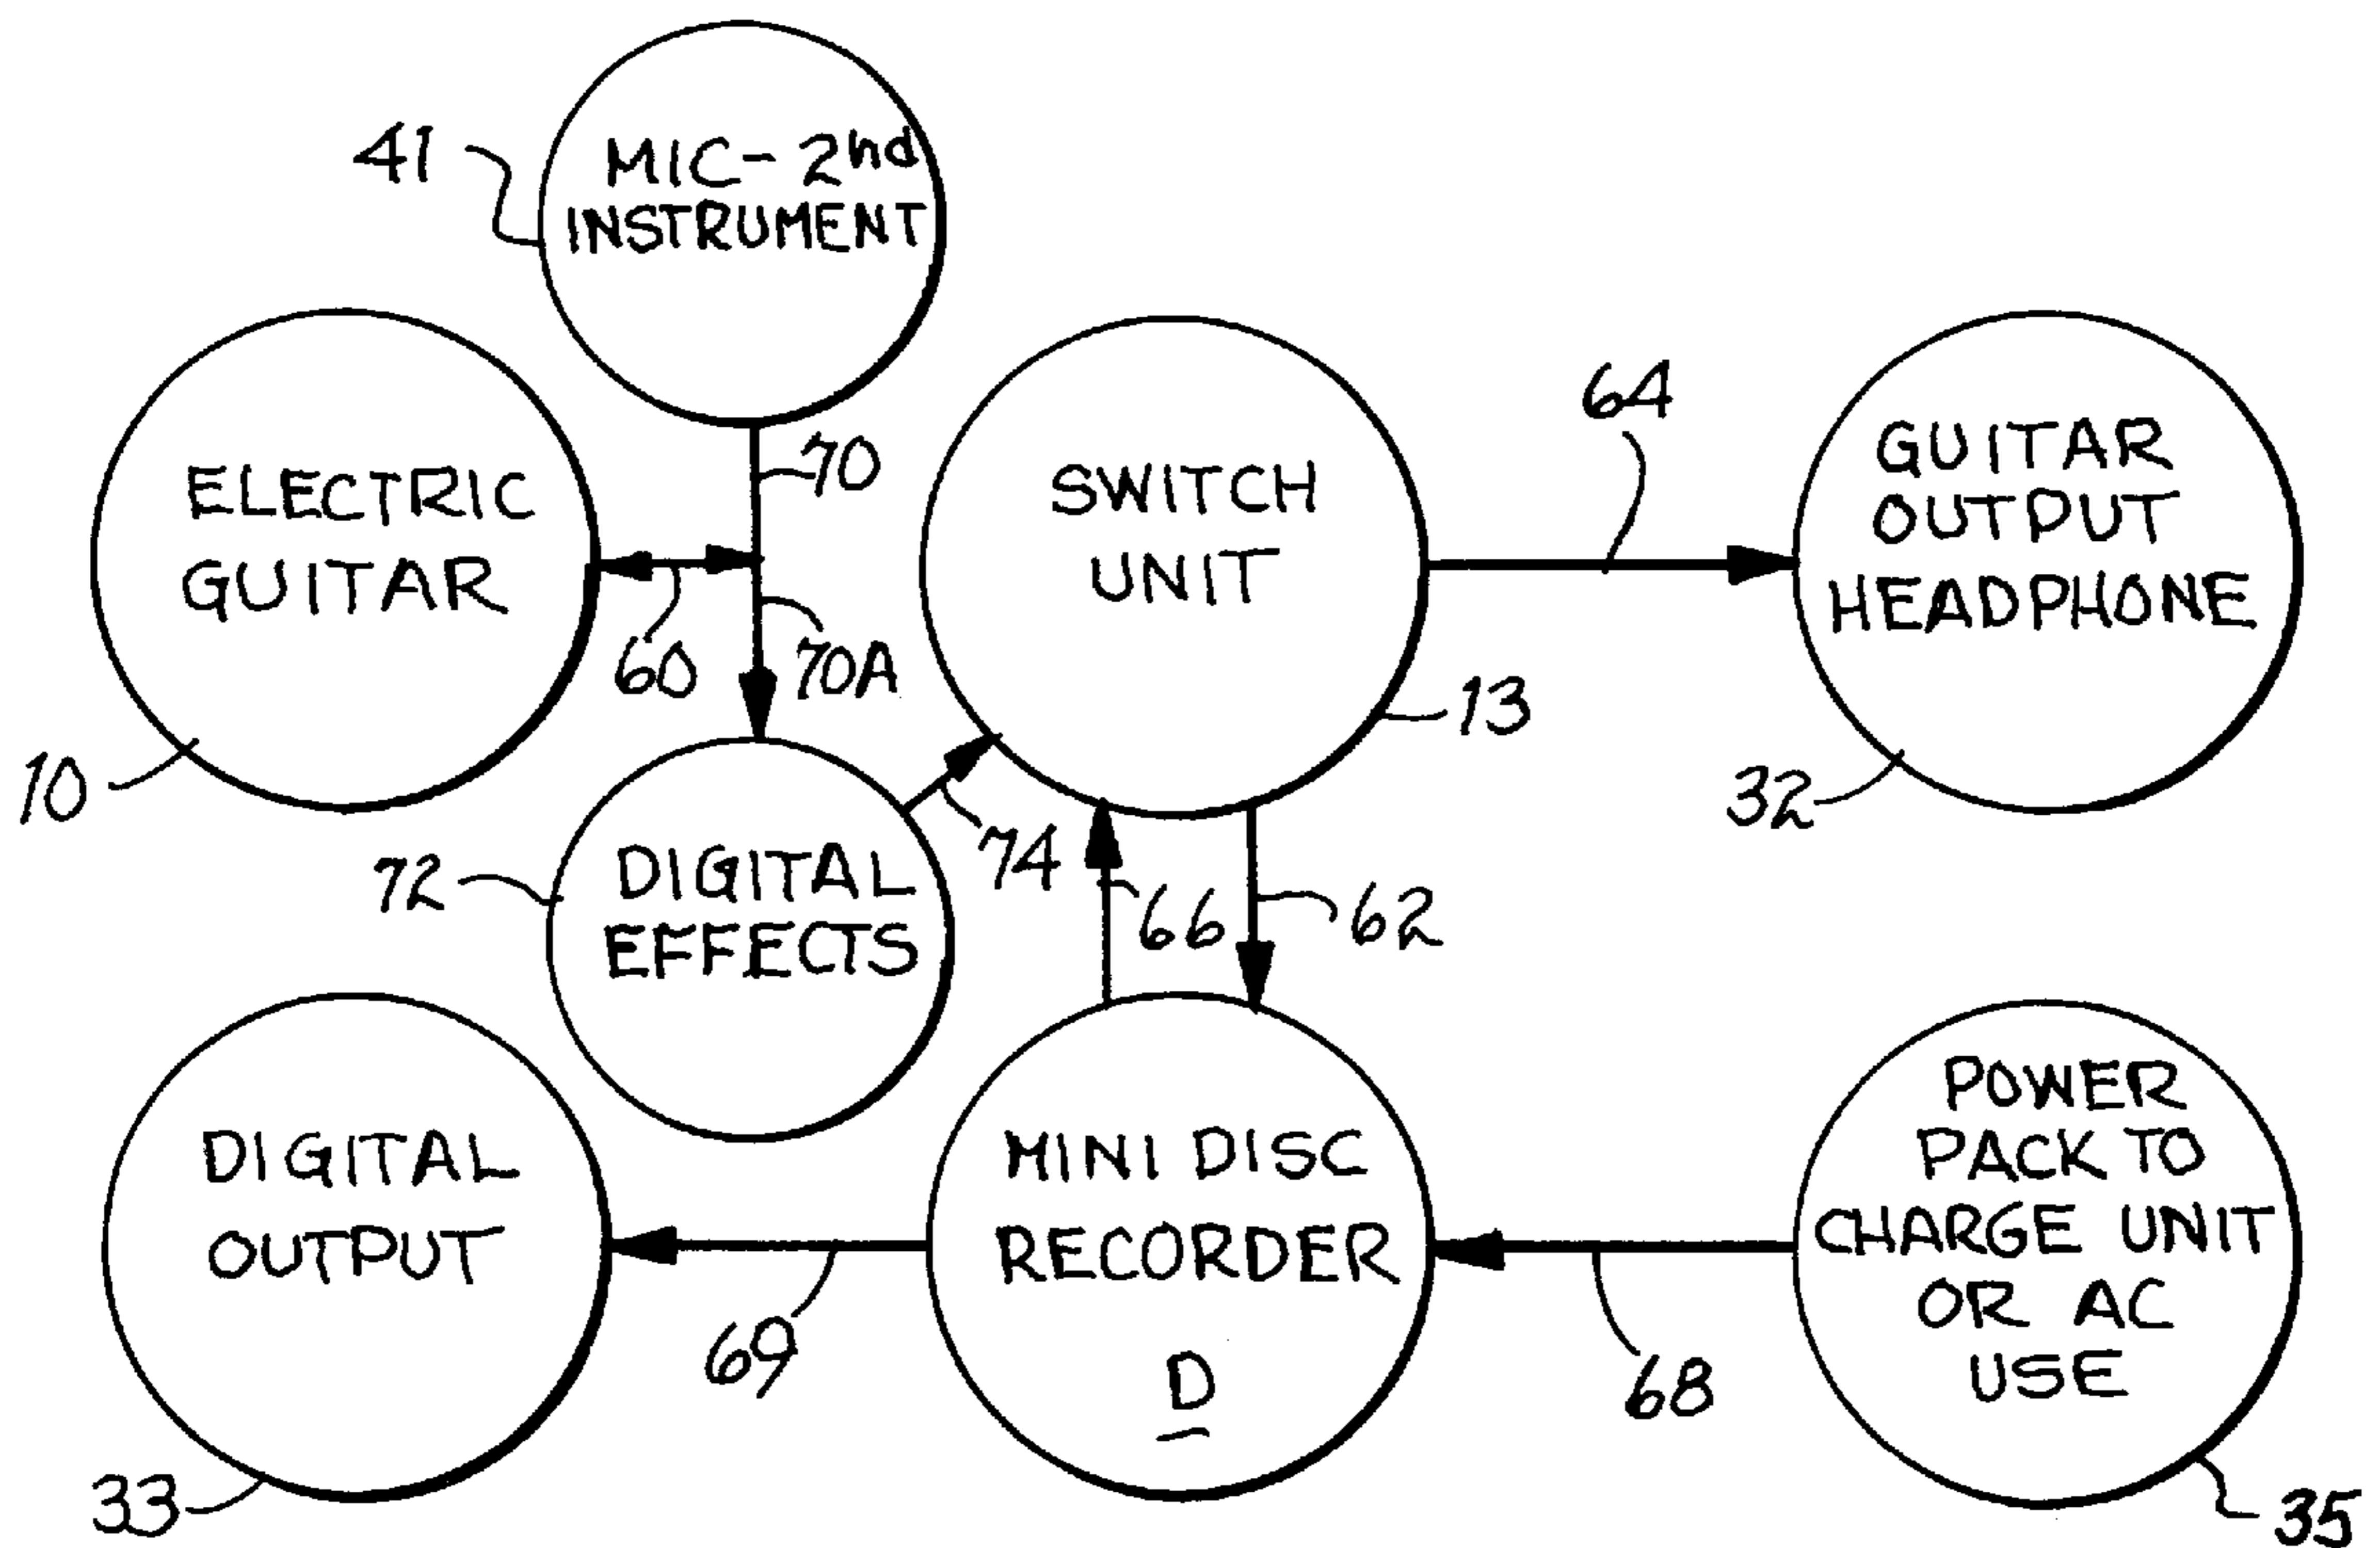 41
MIC- 2nd
INSTRUMENT
70
ELECTRIC
GUITAR
10
60
70A
SWITCH
UNIT
13
64
GUITAR
OUTPUT
HEADPHONE
32
72
DIGITAL
EFFECTS
74
66
62
DIGITAL
OUTPUT
33
69
MINI DISC
RECORDER
D
68
POWER
PACK TO
CHARGE UNIT
OR AC
USE
35